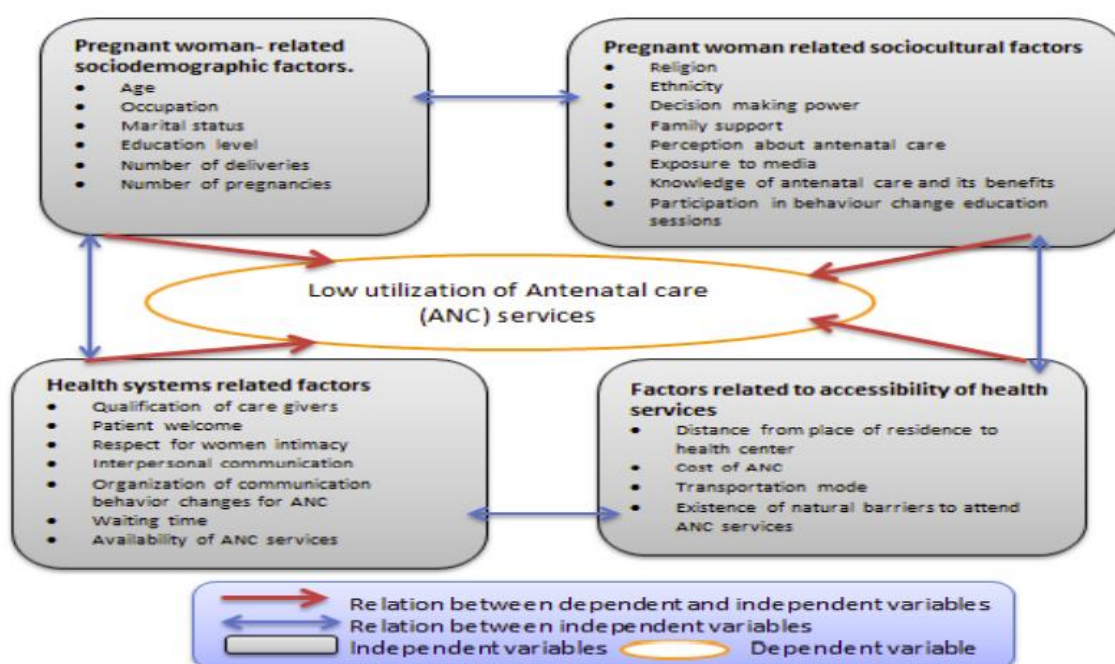 Pregnant woman- related
sociodemographic factors.
• Age
• Occupation
• Marital status
• Education level
• Number of deliveries
• Number of pregnancies
Pregnant woman related sociocultural factors
• Religion
• Ethnicity
• Decision making power
• Family support
• Perception about antenatal care
• Exposure to media
• Knowledge of antenatal care and its benefits
• Participation in behaviour change education
sessions
Low utilization of Antenatal care
(ANC) services
Health systems related factors
• Qualification of care givers
• Patient welcome
• Respect for women intimacy
• Interpersonal communication
• Organization of communication
behavior changes for ANC
• Waiting time
• Availability of ANC services
Factors related to accessibility of health
services
• Distance from place of residence to
health center
• Cost of ANC
• Transportation mode
• Existence of natural barriers to attend
ANC services
Relation between dependent and independent variables
Relation between independent variables
Independent variables Dependent variable